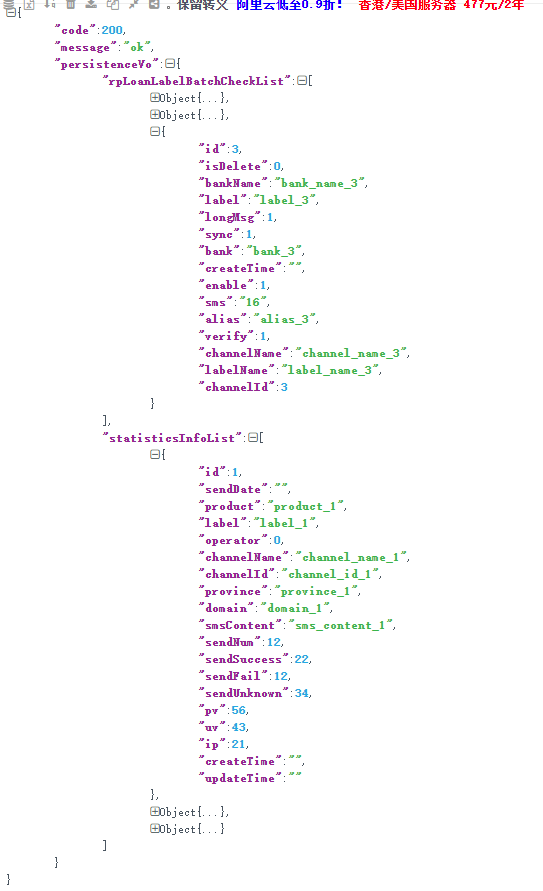 。保留转义 阿里云低至0.9折! 香港/美国服务器 477元/2年
{
"code":200,
"message":"ok",
"persistenceVo":{
"rpLoanLabelBatchCheckList":[
Object{...},
Object{...},
{
"id":3,
"isDelete":0,
"bankName":"bank_name_3",
"label":"label_3",
"longMsg":1,
"sync":1,
"bank":"bank_3",
"createTime":"",
"enable":1,
"sms":"16",
"alias":"alias_3",
"verify":1,
"channelName":"channel_name_3",
"labelName":"label_name_3",
"channelId":3
}
],
"statisticsInfoList":[
{
"id":1,
"sendDate":"",
"product":"product_1",
"label":"label_1",
"operator":0,
"channelName":"channel_name_1",
"channelId":"channel_id_1",
"province":"province_1",
"domain":"domain_1",
"smsContent":"sms_content_1",
"sendNum":12,
"sendSuccess":22,
"sendFail":12,
"sendUnknown":34,
"pv":56,
"uv":43,
"ip":21,
"createTime":"",
"updateTime":""
},
Object{...},
Object{...}
]
}
}